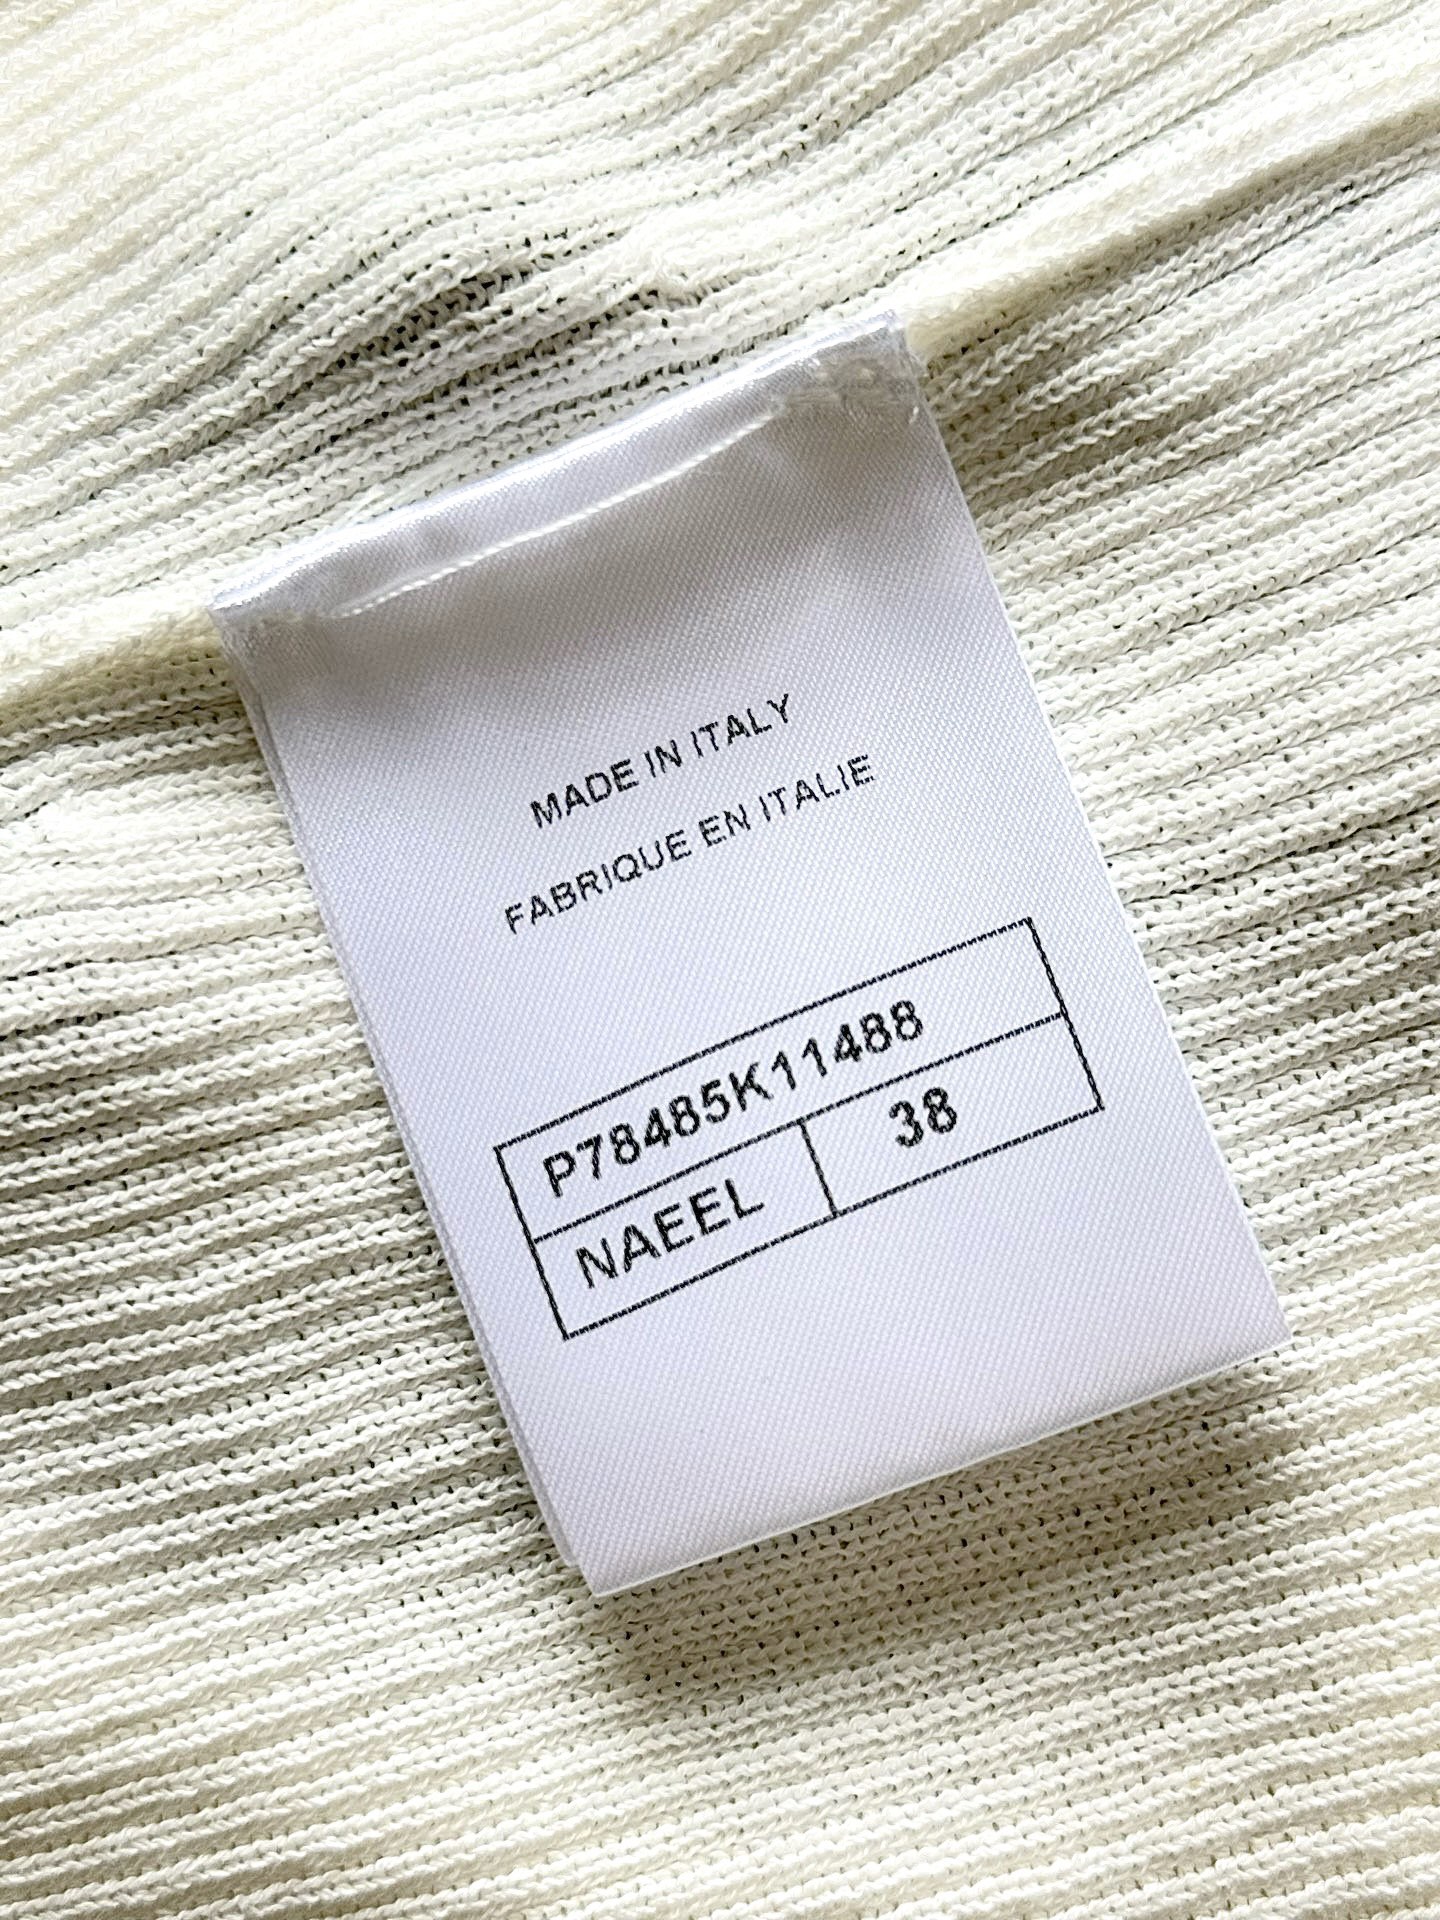 MADE IN ITALY
FABRIQUE EN ITALIE
P78485K11488
NAEEL 38